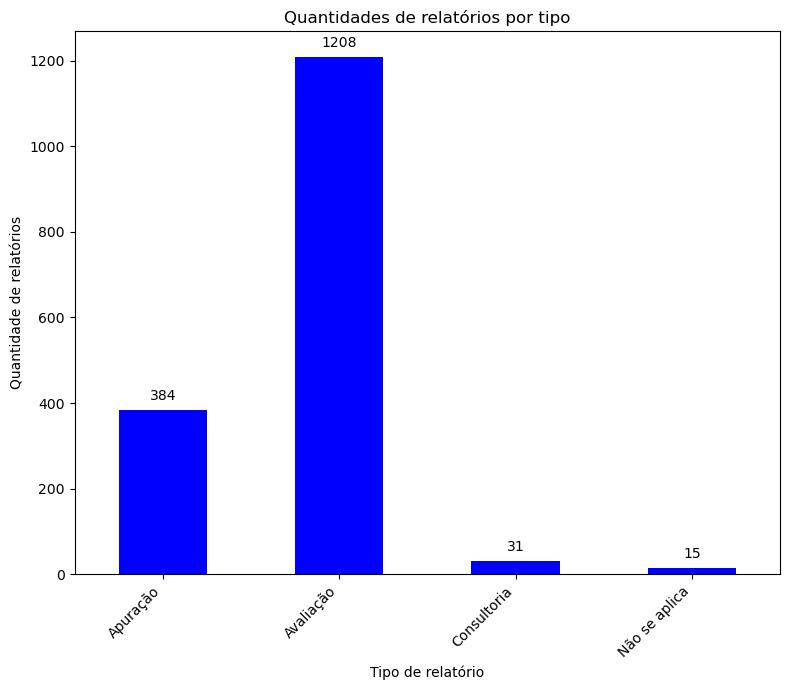 Quantidades de relatórios por tipo
1208
1200
1000
800
600
400
200
0
Quantidade de relatórios
384
31
15
Apuração
Avaliação
Consultoria
Não se aplica
Tipo de relatório